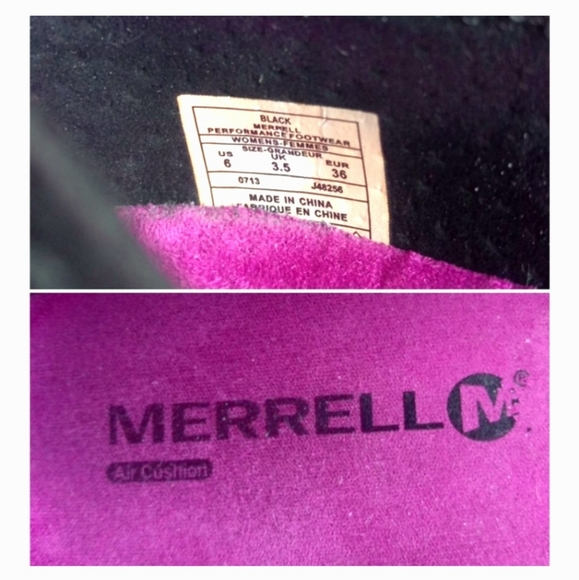 BLACK
MERRELL
PERFORMANCE FOOTWEAR
WOMENS-FEMMES
SIZE-GRANDEUR
US UK EUR
6 3.5 36
0713 J48256
MADE IN CHINA
FABRIQUE EN CHINE
MERRELL M®
Air Cushion